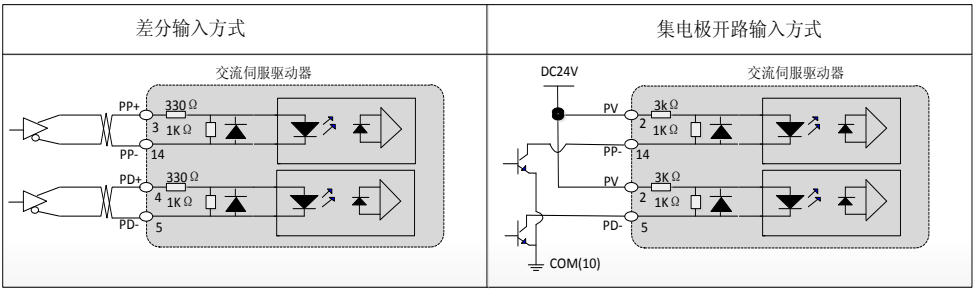 差分输入方式
交流伺服驱动器
PP+
330Ω
3
1KΩ
PP-
14
PD+
330Ω
4
1KΩ
PD-
5
集电极开路输入方式
DC24V
交流伺服驱动器
PV
3kΩ
2
1KΩ
PP-
14
PV
3KΩ
2
1KΩ
PD-
5
COM(10)